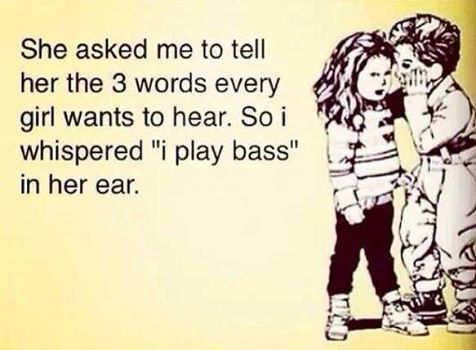 She asked me to tell
her the 3 words every
girl wants to hear. So i
whispered "i play bass"
in her ear.